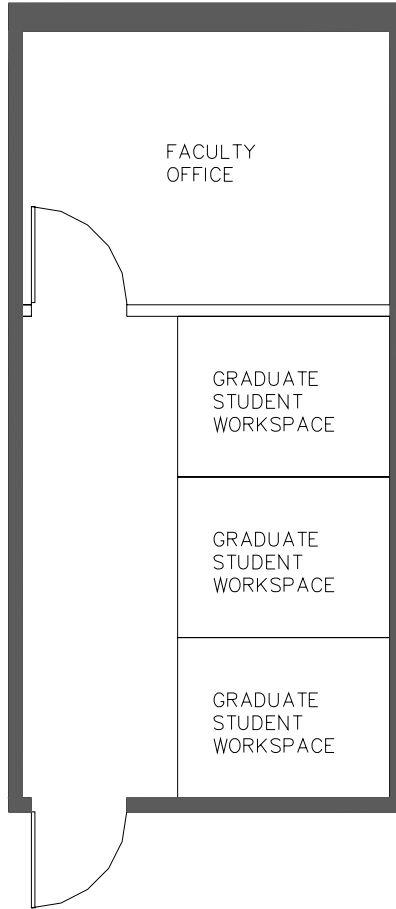 FACULTY
OFFICE
GRADUATE
STUDENT
WORKSPACE
GRADUATE
STUDENT
WORKSPACE
GRADUATE
STUDENT
WORKSPACE